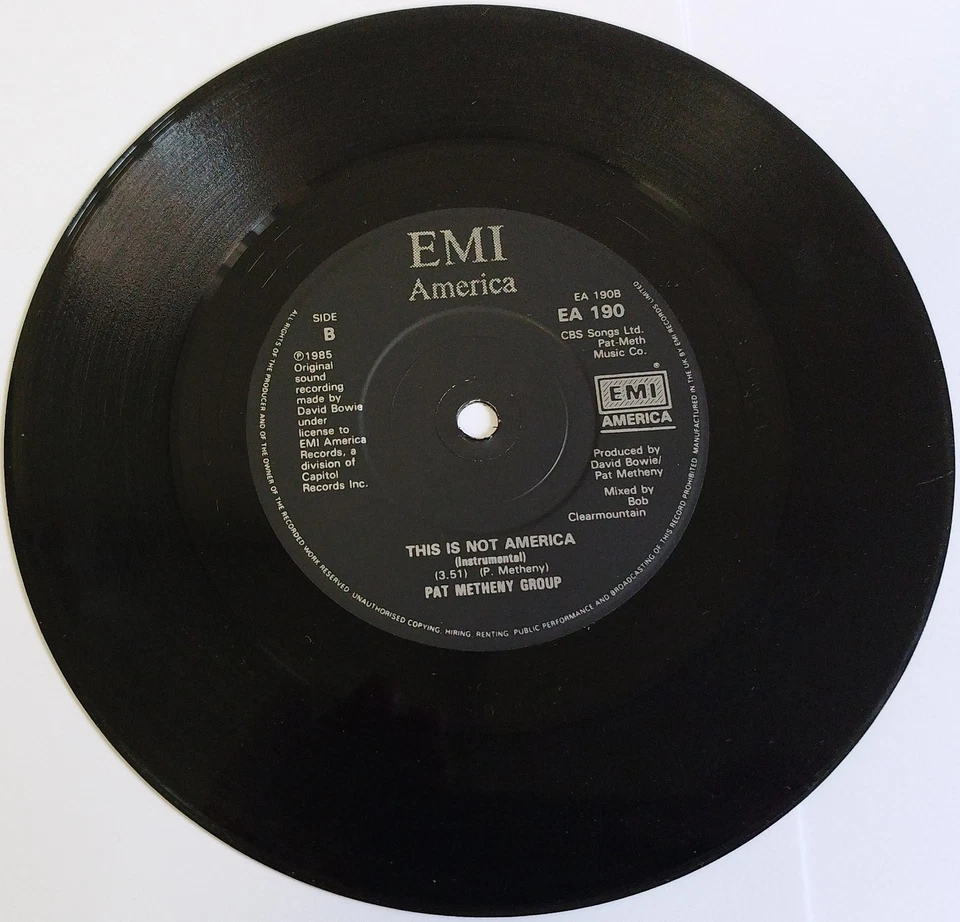 EMI
America
SIDE
B
℗1985
Original
sound
recording
made by
David Bowie
under
license to
EMI America
Records, a
division of
Capitol
Records Inc.
EA 190B
EA 190
CBS Songs Ltd.
Pat-Meth
Music Co.
®
EMI
AMERICA
Produced by
David Bowie/
Pat Metheny
Mixed by
Bob
Clearmountain
THIS IS NOT AMERICA
(Instrumental)
(3.51) (P. Metheny)
PAT METHENY GROUP
ALL RIGHTS OF THE PRODUCER AND OF THE OWNER OF THE RECORDED WORK RESERVED. UNAUTHORISED COPYING, HIRING, RENTING, PUBLIC PERFORMANCE AND BROADCASTING OF THIS RECORD PROHIBITED. MANUFACTURED IN THE UK BY EMI RECORDS LIMITED